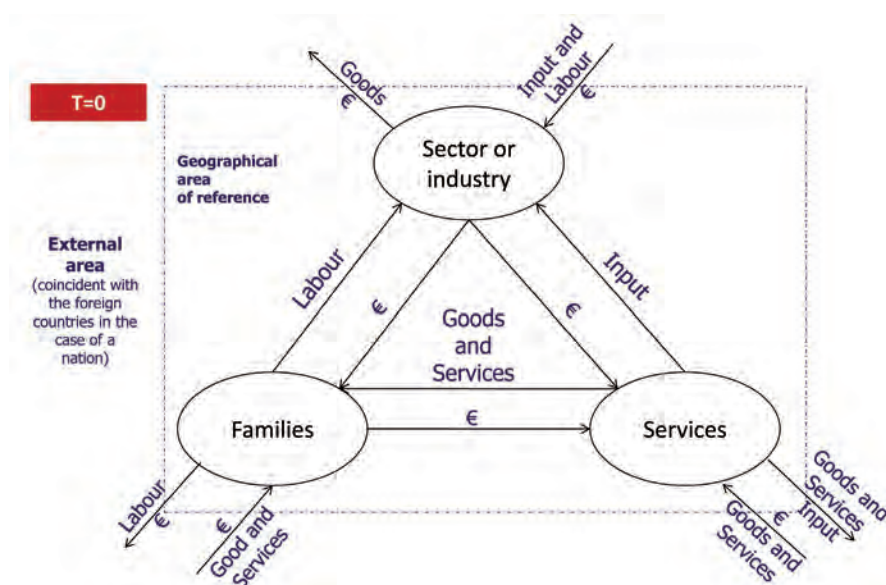 T=0
Goods
€
Input and
Labour
€
Geographical
area
of reference
Sector or
industry
External
area
(coincident with
the foreign
countries in the
case of a
nation)
Labour
€
€
Input
Goods
and
Services
€
Families
Services
Labour
€
€
Good and
Services
Goods and
Services
Input
€
Goods and
Services